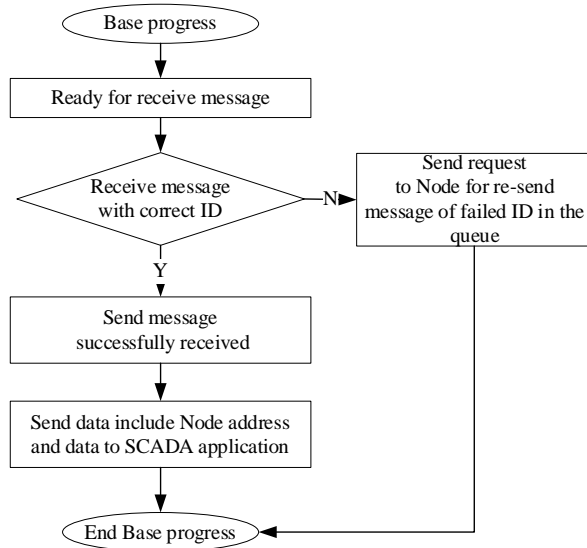 Base progress
Ready for receive message
Receive message
with correct ID
N
Send request
to Node for re-send
message of failed ID in the
queue
Y
Send message
successfully received
Send data include Node address
and data to SCADA application
End Base progress